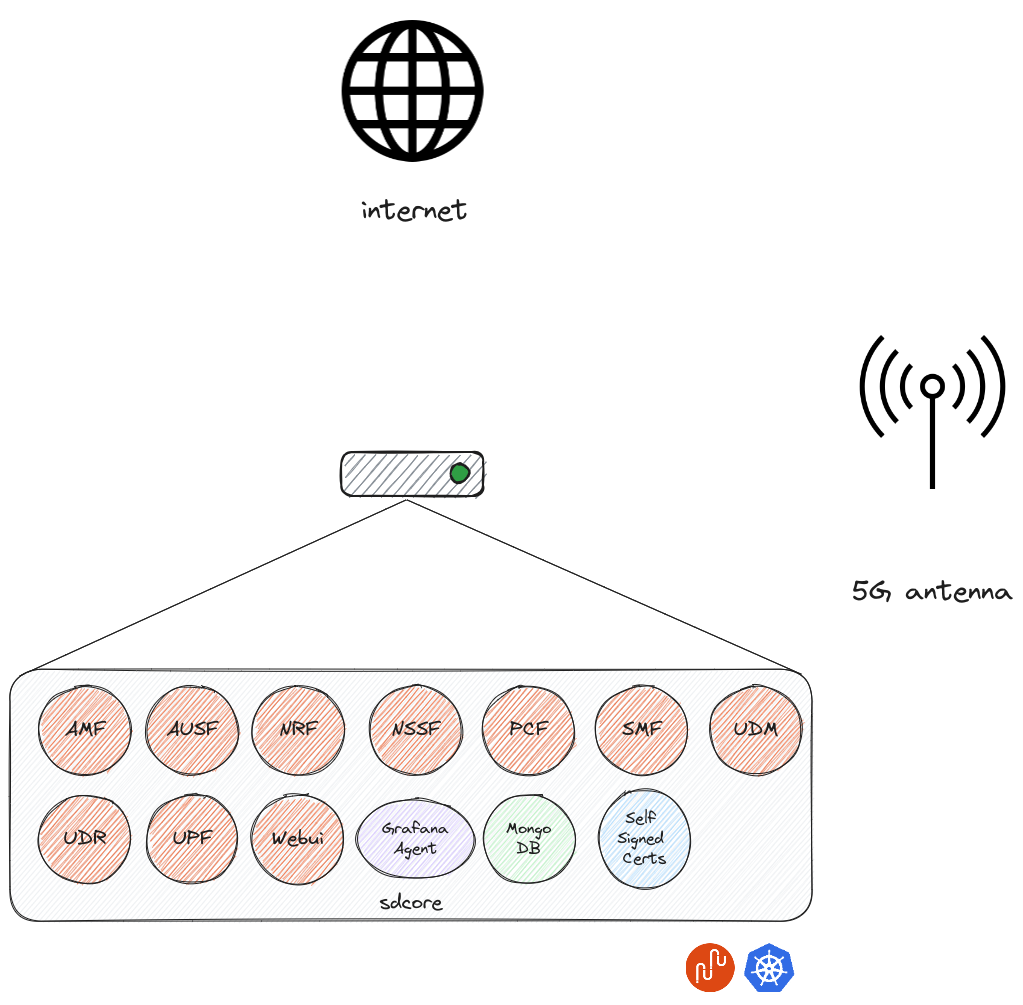 internet
5G antenna
AMF
AUSF
NRF
NSSF
PCF
SMF
UDM
UDR
UPF
Webui
Grafana
Agent
Mongo
DB
Self
Signed
Certs
sdcore